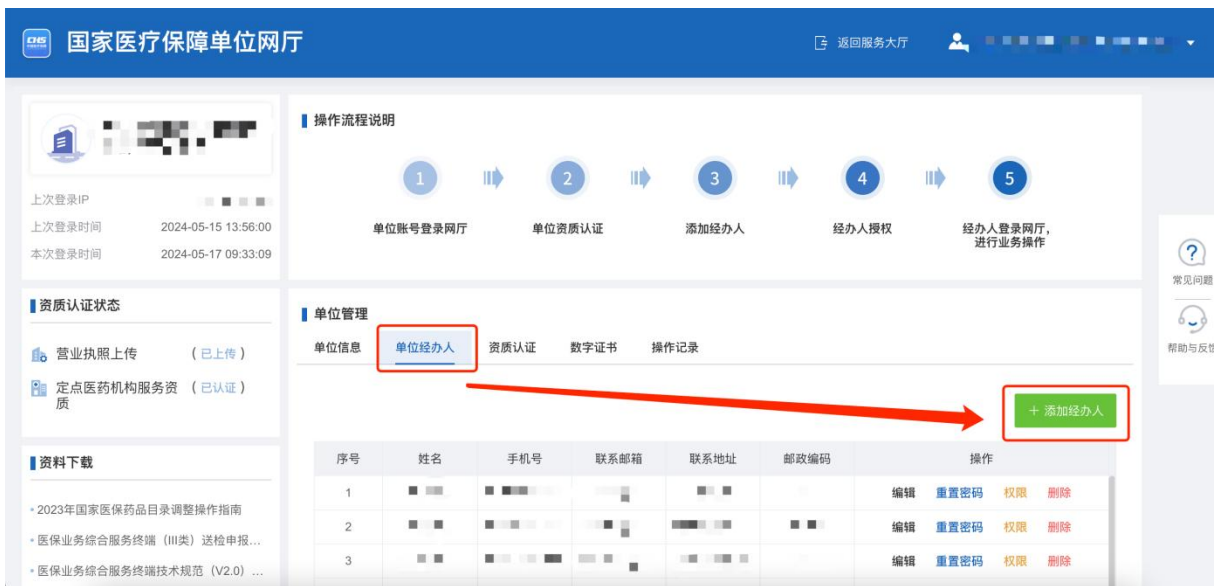 CHS
国家医疗保障单位网厅
返回服务大厅
上次登录IP
上次登录时间 2024-05-15 13:56:00
本次登录时间 2024-05-17 09:33:09
资质认证状态
营业执照上传 （已上传）
定点医药机构服务资 （已认证）
质
资料下载
2023年国家医保药品目录调整操作指南
医保业务综合服务终端（III类）送检申报...
医保业务综合服务终端技术规范（V2.0）...
操作流程说明
1 2 3 4 5
单位账号登录网厅 单位资质认证 添加经办人 经办人授权 经办人登录网厅，
进行业务操作
单位管理
单位信息 单位经办人 资质认证 数字证书 操作记录
＋ 添加经办人
序号 姓名 手机号 联系邮箱 联系地址 邮政编码 操作
1 编辑 重置密码 权限 删除
2 编辑 重置密码 权限 删除
3 编辑 重置密码 权限 删除
?
常见问题
帮助与反馈